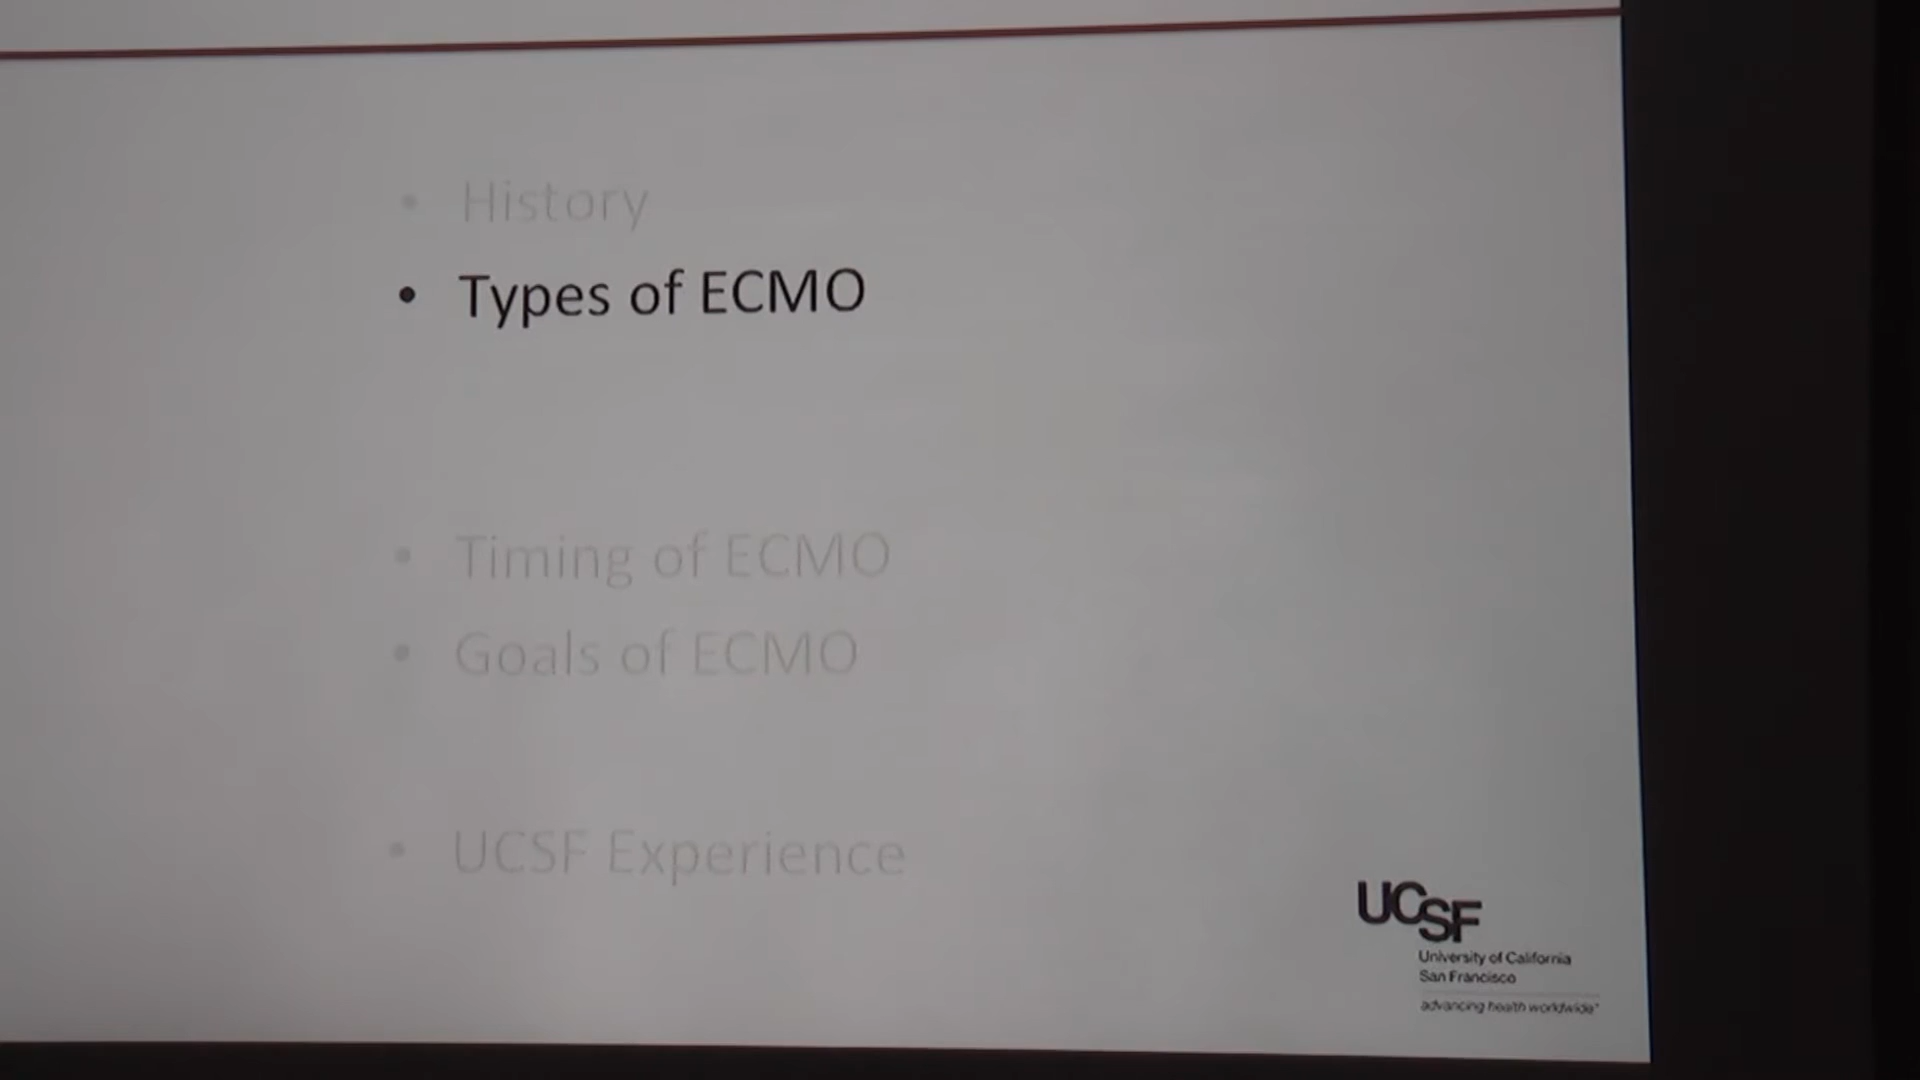 • History
• Types of ECMO
• Timing of ECMO
• Goals of ECMO
• UCSF Experience
UCSF
University of California
San Francisco
advancing health worldwide™